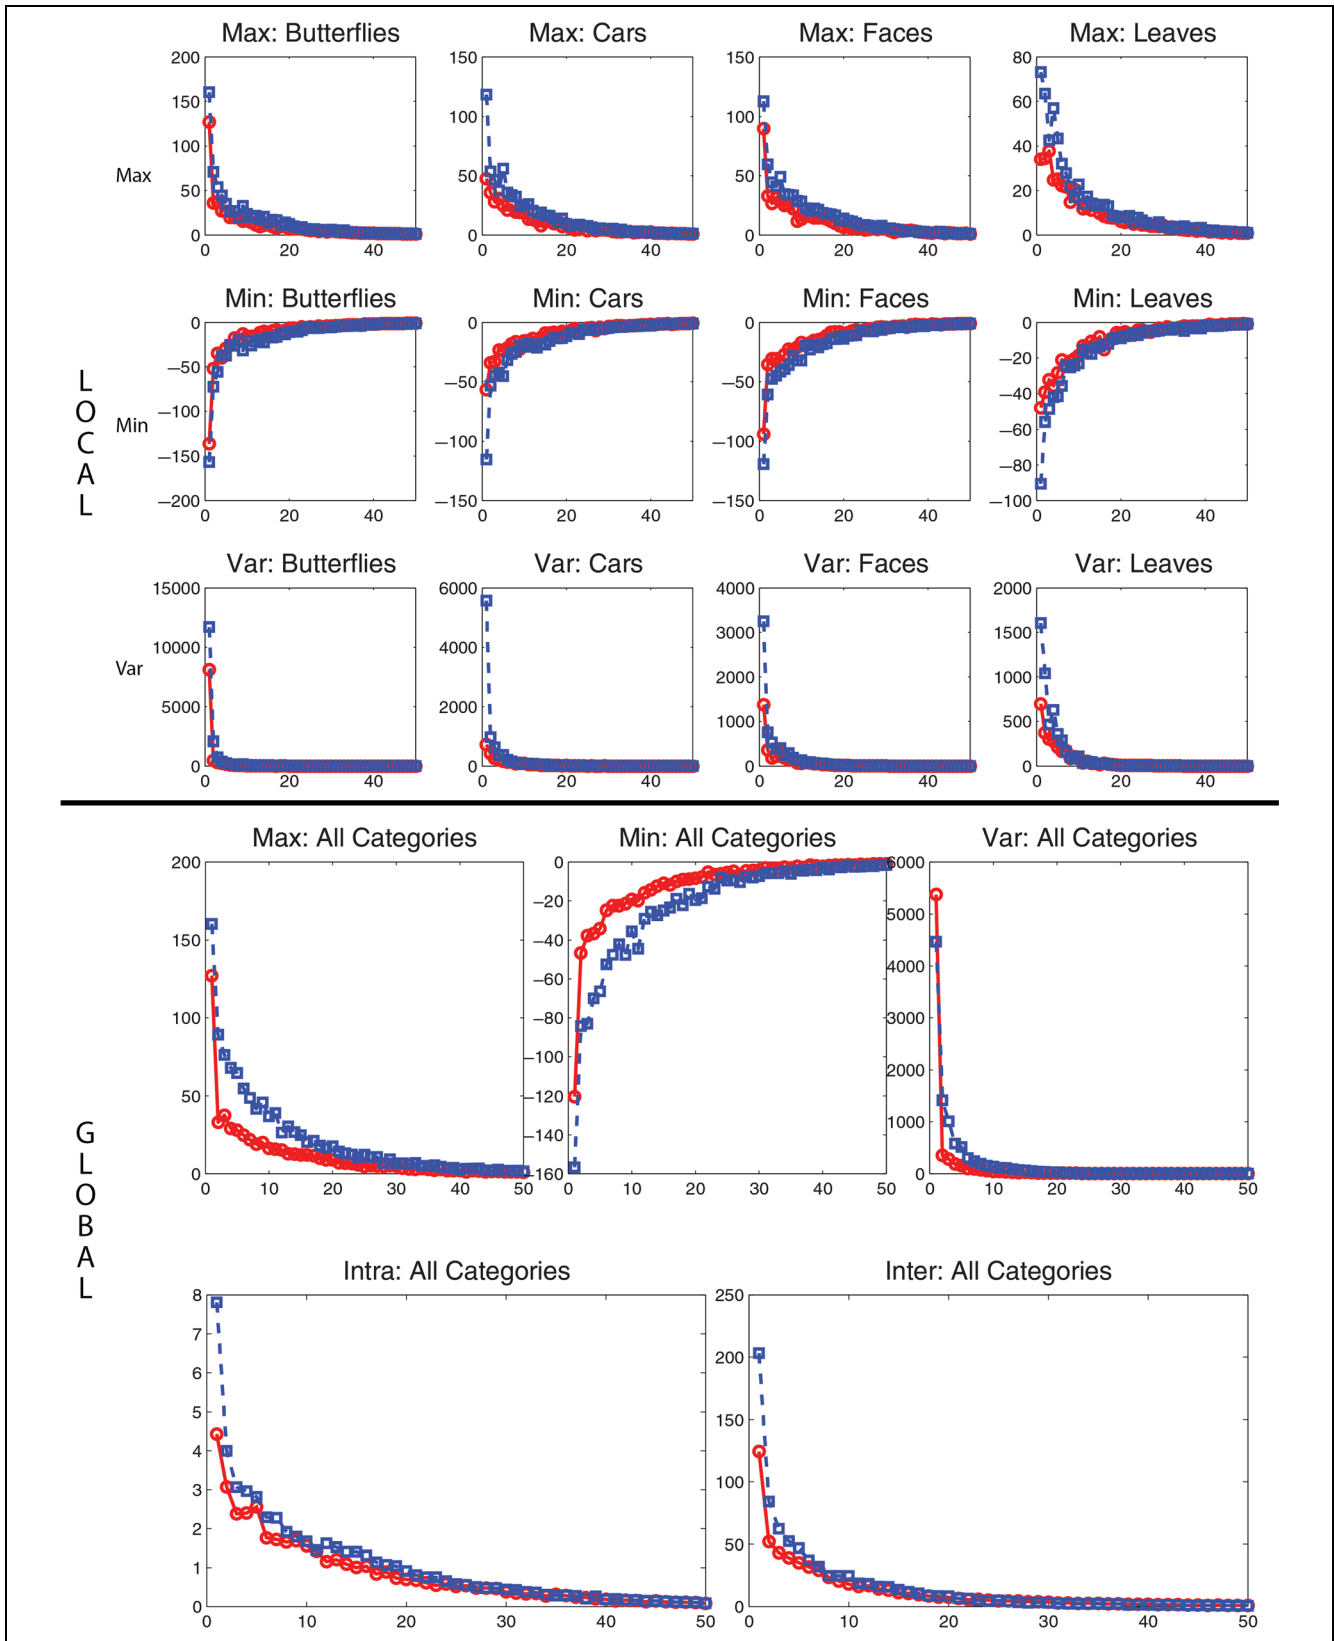 Max: Butterflies Max: Cars Max: Faces Max: Leaves
200 150 150 80
150 60
100 100 100 40
Max
50 50 50 20
0 0 0 0
0 20 40 0 20 40 0 20 40 0 20 40
Min: Butterflies Min: Cars Min: Faces Min: Leaves
0 0 0 0
−50 −50 −50 −20
−40
−100 −100 −100 −60
Min
−150 −80
−200 −150 −150 −100
0 20 40 0 20 40 0 20 40 0 20 40
LOCAL
Var: Butterflies Var: Cars Var: Faces Var: Leaves
15000 6000 4000 2000
10000 4000 3000 1500
2000 1000
Var
5000 2000 1000 500
0 0 0 0
0 20 40 0 20 40 0 20 40 0 20 40
Max: All Categories Min: All Categories Var: All Categories
200 0 6000
−20 5000
150 −40 4000
−60
100 −80 3000
−100 2000
50 −120
−140 1000
0 −160 0
0 10 20 30 40 50 0 10 20 30 40 50 0 10 20 30 40 50
GLOBAL
Intra: All Categories Inter: All Categories
8 250
7
6 200
5 150
4
3 100
2 50
1
0 0
0 10 20 30 40 50 0 10 20 30 40 50